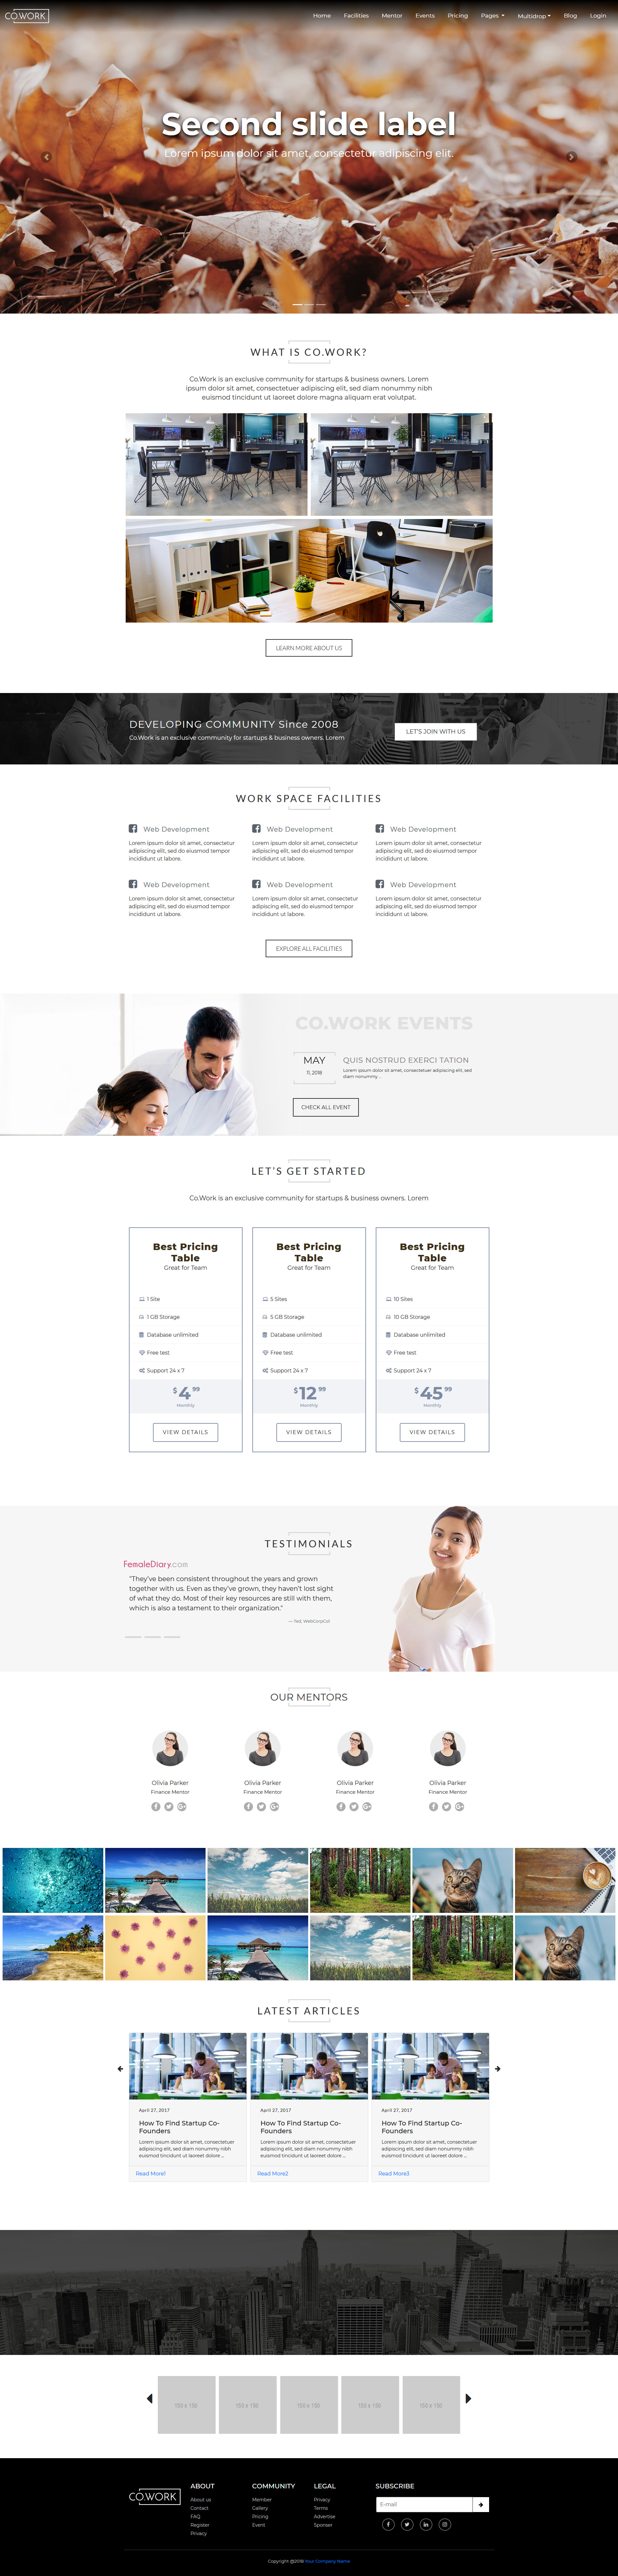 CO.WORK
Home Facilities Mentor Events Pricing Pages Multidrop Blog Login
Second slide label
Lorem ipsum dolor sit amet, consectetur adipiscing elit.
WHAT IS CO.WORK?
Co.Work is an exclusive community for startups & business owners. Lorem
ipsum dolor sit amet, consectetuer adipiscing elit, sed diam nonummy nibh
euismod tincidunt ut laoreet dolore magna aliquam erat volutpat.
LEARN MORE ABOUT US
DEVELOPING COMMUNITY Since 2008
Co.Work is an exclusive community for startups & business owners. Lorem
LET'S JOIN WITH US
WORK SPACE FACILITIES
Web Development
Lorem ipsum dolor sit amet, consectetur
adipiscing elit, sed do eiusmod tempor
incididunt ut labore.
Web Development
Lorem ipsum dolor sit amet, consectetur
adipiscing elit, sed do eiusmod tempor
incididunt ut labore.
Web Development
Lorem ipsum dolor sit amet, consectetur
adipiscing elit, sed do eiusmod tempor
incididunt ut labore.
Web Development
Lorem ipsum dolor sit amet, consectetur
adipiscing elit, sed do eiusmod tempor
incididunt ut labore.
Web Development
Lorem ipsum dolor sit amet, consectetur
adipiscing elit, sed do eiusmod tempor
incididunt ut labore.
Web Development
Lorem ipsum dolor sit amet, consectetur
adipiscing elit, sed do eiusmod tempor
incididunt ut labore.
EXPLORE ALL FACILITIES
CO.WORK EVENTS
MAY
11, 2018
QUIS NOSTRUD EXERCI TATION
Lorem ipsum dolor sit amet, consectetuer adipiscing elit, sed
diam nonummy ..
CHECK ALL EVENT
LET'S GET STARTED
Co.Work is an exclusive community for startups & business owners. Lorem
Best Pricing
Table
Great for Team
1 Site
1 GB Storage
Database unlimited
Free test
Support 24 x 7
$4.99
Monthly
VIEW DETAILS
Best Pricing
Table
Great for Team
5 Sites
5 GB Storage
Database unlimited
Free test
Support 24 x 7
$12.99
Monthly
VIEW DETAILS
Best Pricing
Table
Great for Team
10 Sites
10 GB Storage
Database unlimited
Free test
Support 24 x 7
$45.99
Monthly
VIEW DETAILS
TESTIMONIALS
FemaleDiary.com
"They've been consistent throughout the years and grown
together with us. Even as they've grown, they haven't lost sight
of what they do. Most of their key resources are still with them,
which is also a testament to their organization."
— Ted, WebCorpCo1
OUR MENTORS
Olivia Parker
Finance Mentor
Olivia Parker
Finance Mentor
Olivia Parker
Finance Mentor
Olivia Parker
Finance Mentor
LATEST ARTICLES
April 27, 2017
How To Find Startup Co-
Founders
Lorem ipsum dolor sit amet, consectetuer
adipiscing elit, sed diam nonummy nibh
euismod tincidunt ut laoreet dolore ...
Read More1
April 27, 2017
How To Find Startup Co-
Founders
Lorem ipsum dolor sit amet, consectetuer
adipiscing elit, sed diam nonummy nibh
euismod tincidunt ut laoreet dolore ...
Read More2
April 27, 2017
How To Find Startup Co-
Founders
Lorem ipsum dolor sit amet, consectetuer
adipiscing elit, sed diam nonummy nibh
euismod tincidunt ut laoreet dolore ...
Read More3
150 x 150
150 x 150
150 x 150
150 x 150
150 x 150
CO.WORK
ABOUT
About us
Contact
FAQ
Register
Privacy
COMMUNITY
Member
Gallery
Pricing
Event
LEGAL
Privacy
Terms
Advertise
Sponser
SUBSCRIBE
E-mail
Copyright @2018 Your Company Name